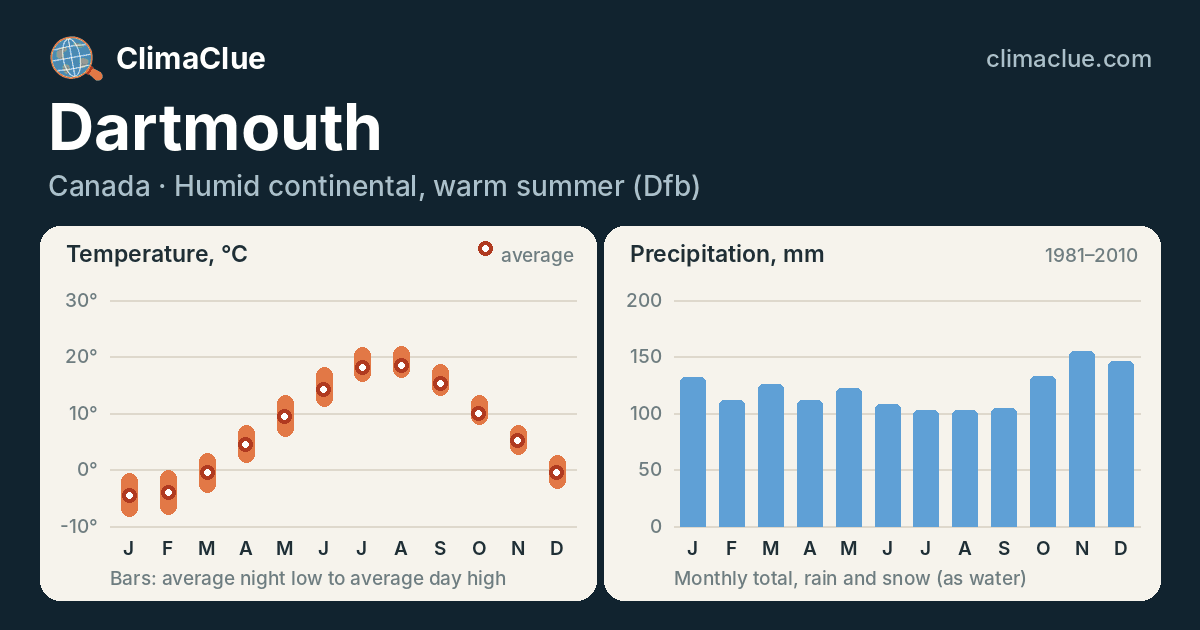 ClimaClue
climaclue.com
Dartmouth
Canada · Humid continental, warm summer (Dfb)
Temperature, °C
average
30°
20°
10°
0°
-10°
J F M A M J J A S O N D
Bars: average night low to average day high
Precipitation, mm
1981–2010
200
150
100
50
0
J F M A M J J A S O N D
Monthly total, rain and snow (as water)